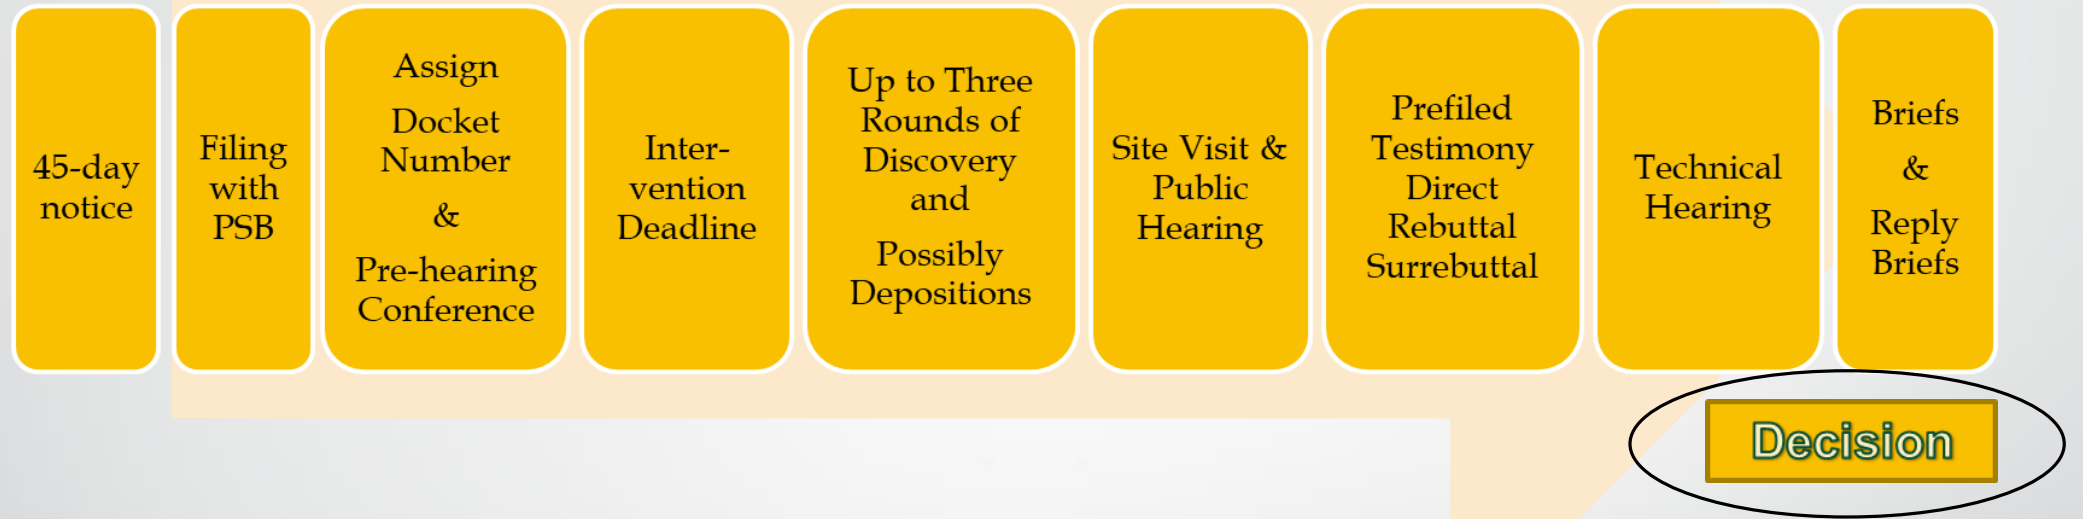 45-day
notice
Filing
with
PSB
Assign
Docket
Number
&
Pre-hearing
Conference
Inter-
vention
Deadline
Up to Three
Rounds of
Discovery
and
Possibly
Depositions
Site Visit &
Public
Hearing
Prefiled
Testimony
Direct
Rebuttal
Surrebuttal
Technical
Hearing
Briefs
&
Reply
Briefs
Decision